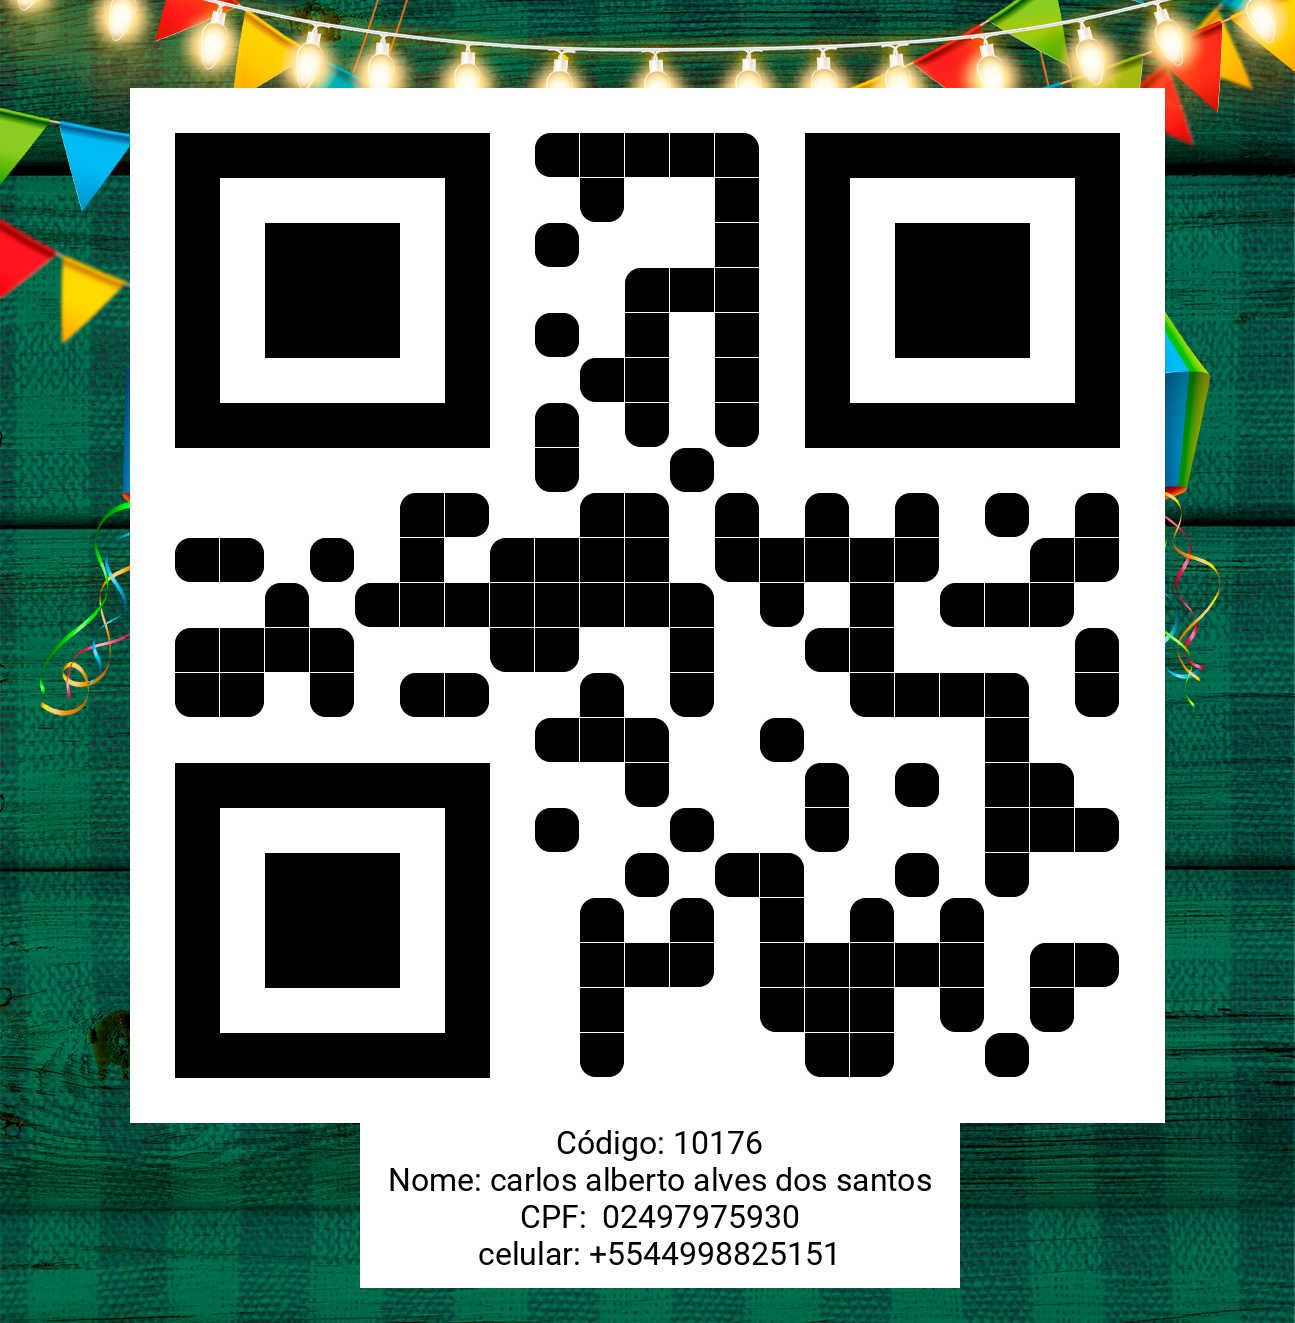 Código: 10176
Nome: carlos alberto alves dos santos
CPF: 02497975930
celular: +5544998825151